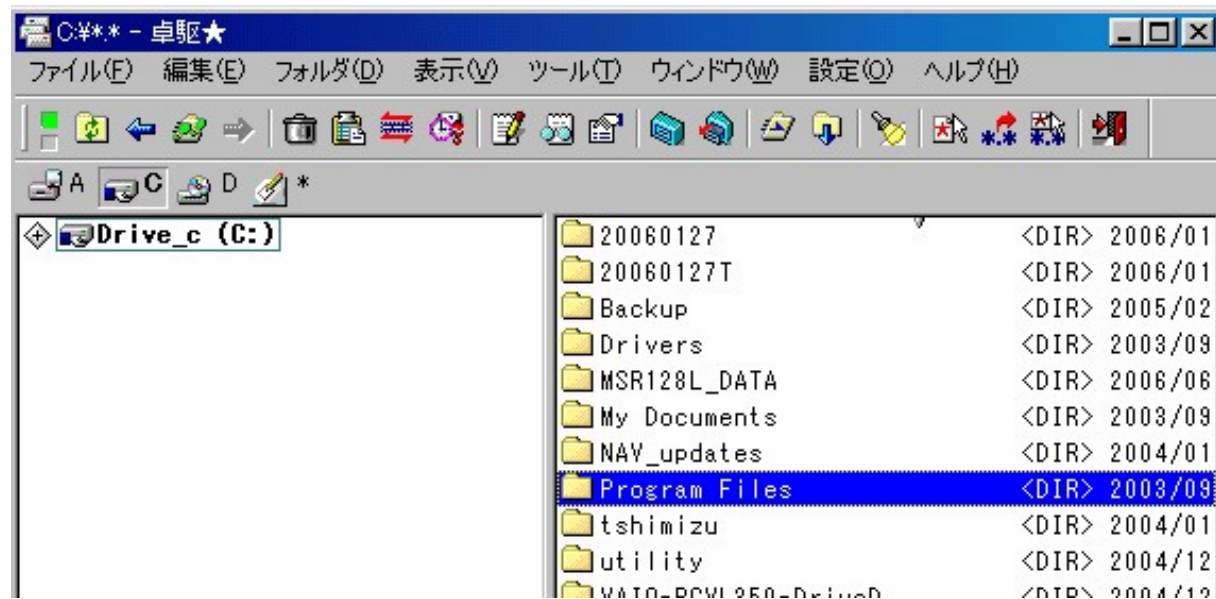 C:¥*.* - 卓駆★
ファイル(F) 編集(E) フォルダ(D) 表示(V) ツール(T) ウィンドウ(W) 設定(O) ヘルプ(H)
A C D *
Drive_c (C:)
20060127 <DIR> 2006/01
20060127T <DIR> 2006/01
Backup <DIR> 2005/02
Drivers <DIR> 2003/09
MSR128L_DATA <DIR> 2006/06
My Documents <DIR> 2003/09
NAV_updates <DIR> 2004/01
Program Files <DIR> 2003/09
tshimizu <DIR> 2004/01
utility <DIR> 2004/12
<DIR> 2004/12